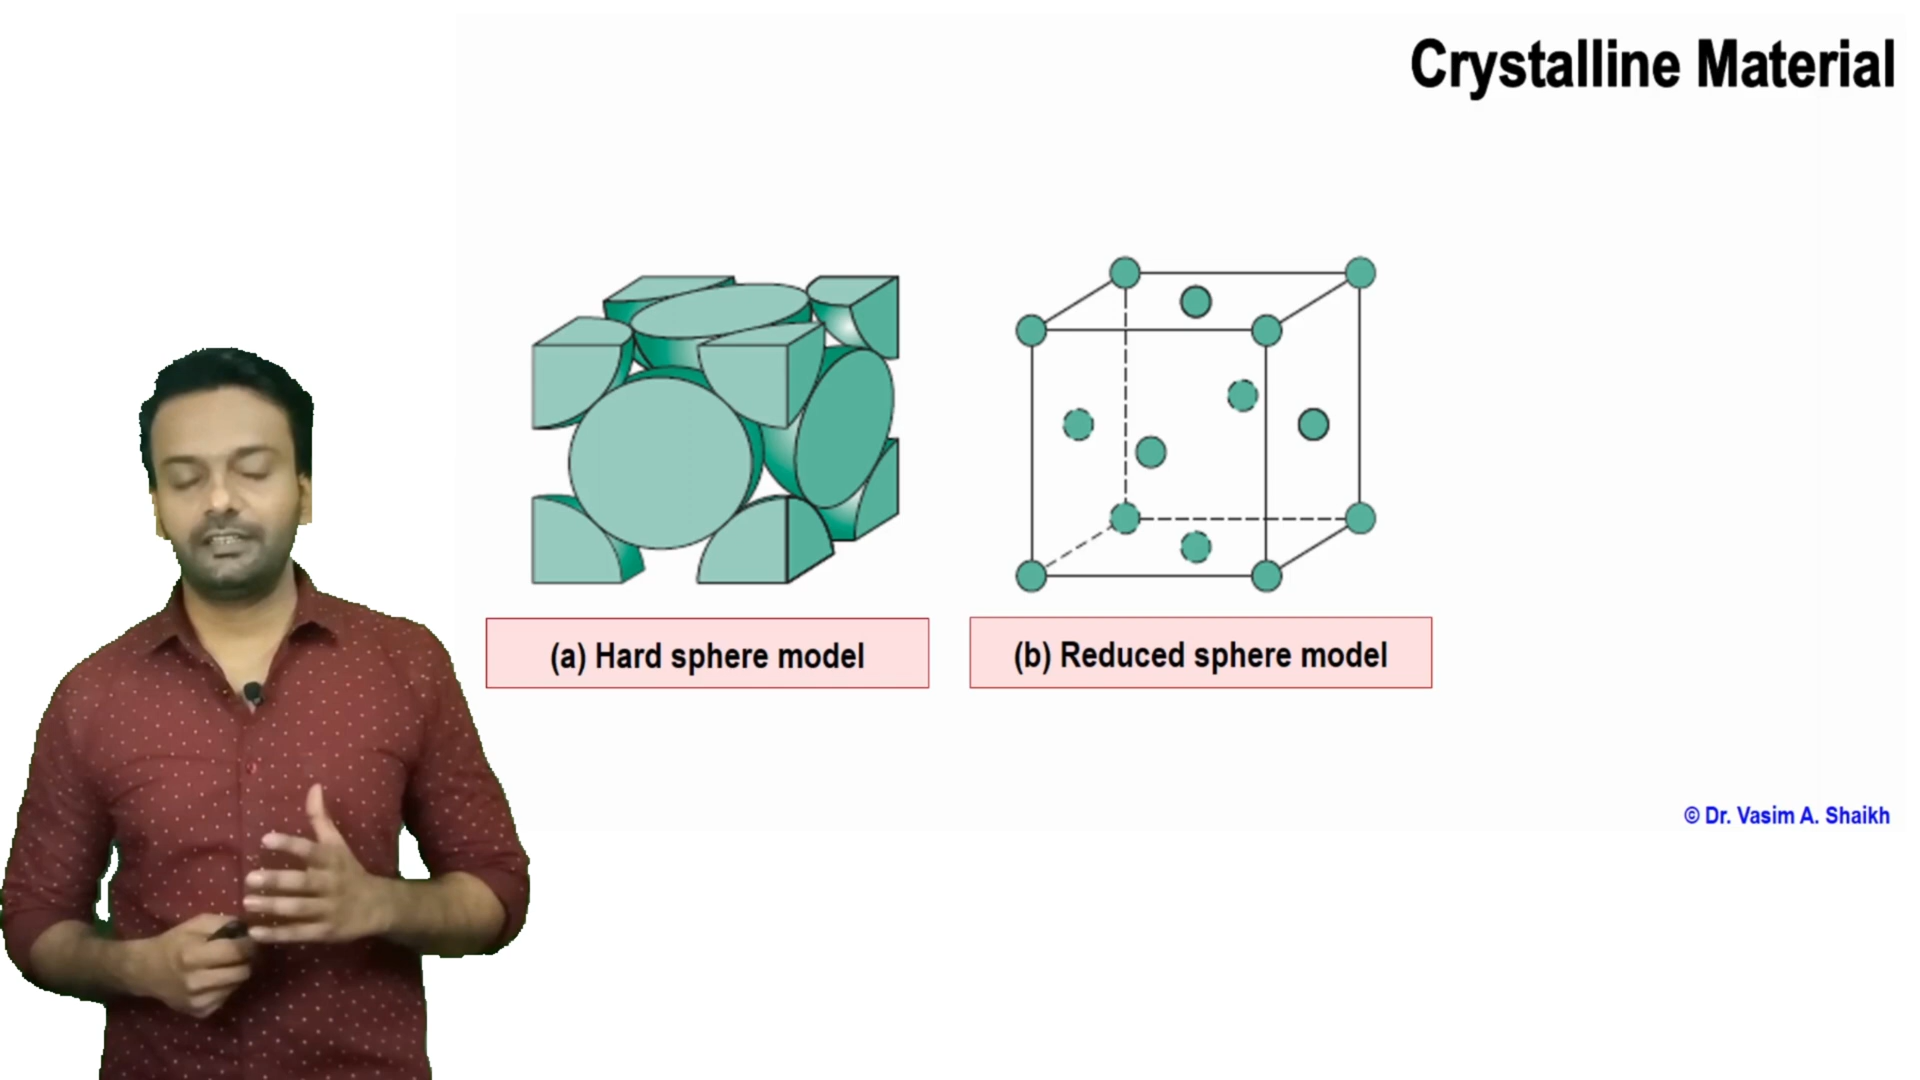 Crystalline Material
(a) Hard sphere model
(b) Reduced sphere model
© Dr. Vasim A. Shaikh